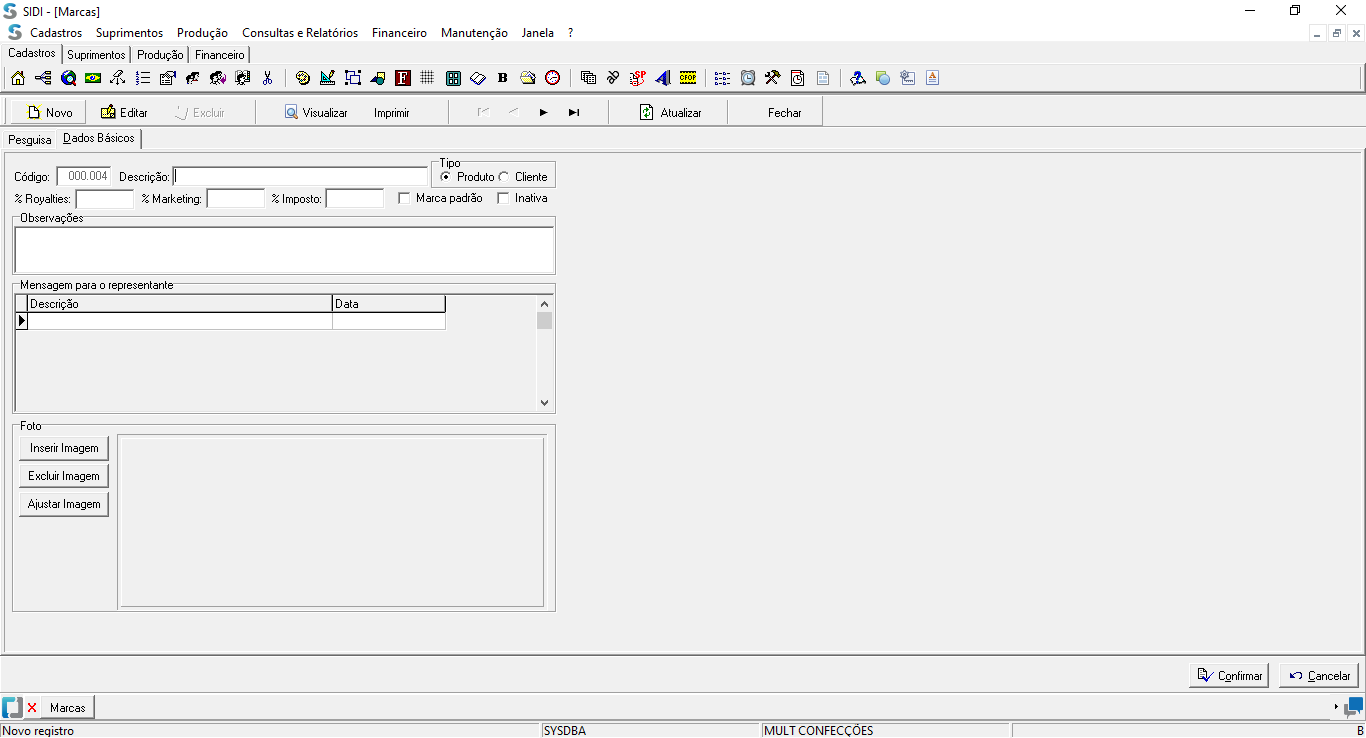 SIDI - [Marcas]
Cadastros Suprimentos Produção Consultas e Relatórios Financeiro Manutenção Janela ?
Cadastros Suprimentos Produção Financeiro
SP F B SP CFOP A
Novo Editar Excluir Visualizar Imprimir Atualizar Fechar
Pesquisa Dados Básicos
Tipo
Código: 000.004 Descrição: Produto Cliente
% Royalties: % Marketing: % Imposto: Marca padrão Inativa
Observações
Mensagem para o representante
Descrição Data
Foto
Inserir Imagem
Excluir Imagem
Ajustar Imagem
Confirmar Cancelar
Marcas
Novo registro SYSDBA MULT CONFECÇÕES B